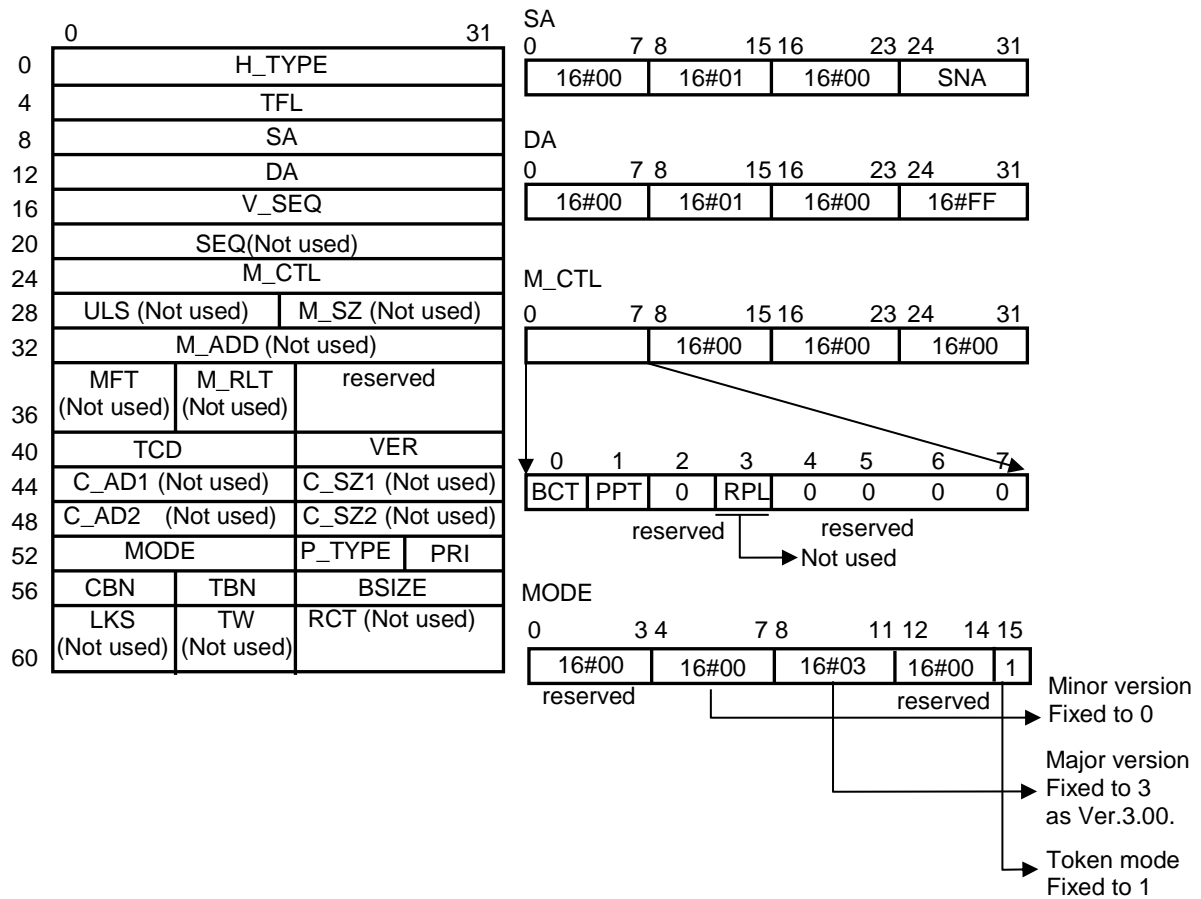 0 31
0 H_TYPE
4 TFL
8 SA
12 DA
16 V_SEQ
20 SEQ(Not used)
24 M_CTL
28 ULS (Not used) M_SZ (Not used)
32 M_ADD (Not used)
MFT M_RLT reserved
(Not used) (Not used)
36
40 TCD VER
44 C_AD1 (Not used) C_SZ1 (Not used)
48 C_AD2 (Not used) C_SZ2 (Not used)
52 MODE P_TYPE PRI
56 CBN TBN BSIZE
LKS TW RCT (Not used)
(Not used) (Not used)
60
SA
0 7 8 15 16 23 24 31
16#00 16#01 16#00 SNA
DA
0 7 8 15 16 23 24 31
16#00 16#01 16#00 16#FF
M_CTL
0 7 8 15 16 23 24 31
16#00 16#00 16#00
0 1 2 3 4 5 6 7
BCT PPT 0 RPL 0 0 0 0
reserved reserved
Not used
MODE
0 3 4 7 8 11 12 14 15
16#00 16#00 16#03 16#00 1
reserved reserved
Minor version
Fixed to 0
Major version
Fixed to 3
as Ver.3.00.
Token mode
Fixed to 1